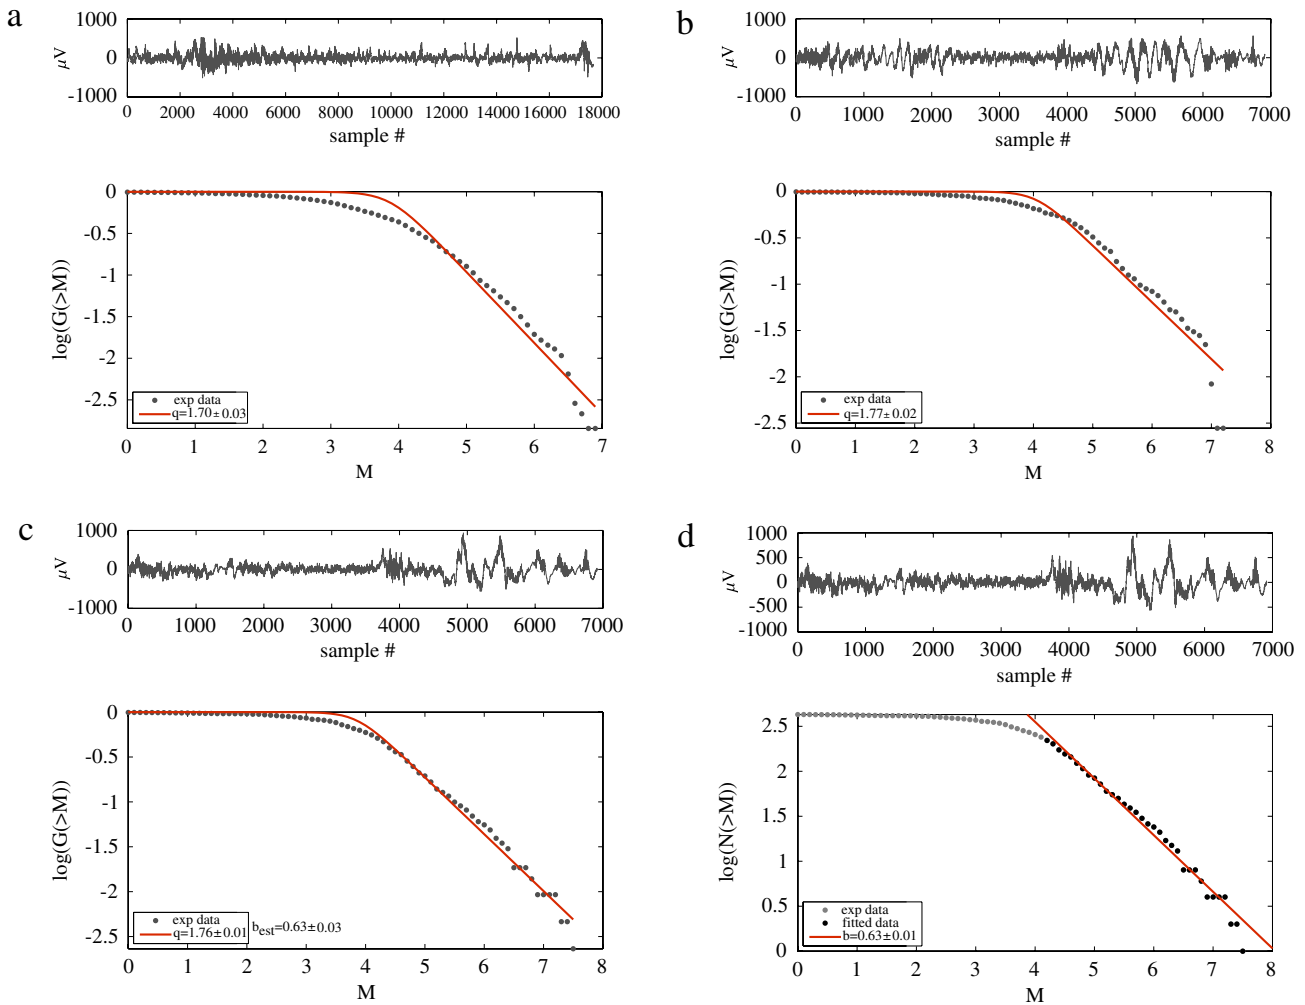 a
1000
0
-1000
μV
0 2000 4000 6000 8000 10000 12000 14000 16000 18000
sample #
0
-0.5
-1
-1.5
-2
-2.5
log(G(>M))
exp data
q=1.70±0.03
0 1 2 3 4 5 6 7
M
b
1000
0
-1000
μV
0 1000 2000 3000 4000 5000 6000 7000
sample #
0
-0.5
-1
-1.5
-2
-2.5
log(G(>M))
exp data
q=1.77±0.02
0 1 2 3 4 5 6 7 8
M
c
1000
0
-1000
μV
0 1000 2000 3000 4000 5000 6000 7000
sample #
0
-0.5
-1
-1.5
-2
-2.5
log(G(>M))
exp data
q=1.76±0.01 best=0.63±0.03
0 1 2 3 4 5 6 7 8
M
d
1000
500
0
-500
-1000
μV
0 1000 2000 3000 4000 5000 6000 7000
sample #
2.5
2
1.5
1
0.5
0
log(N(>M))
exp data
fitted data
b=0.63±0.01
0 1 2 3 4 5 6 7 8
M